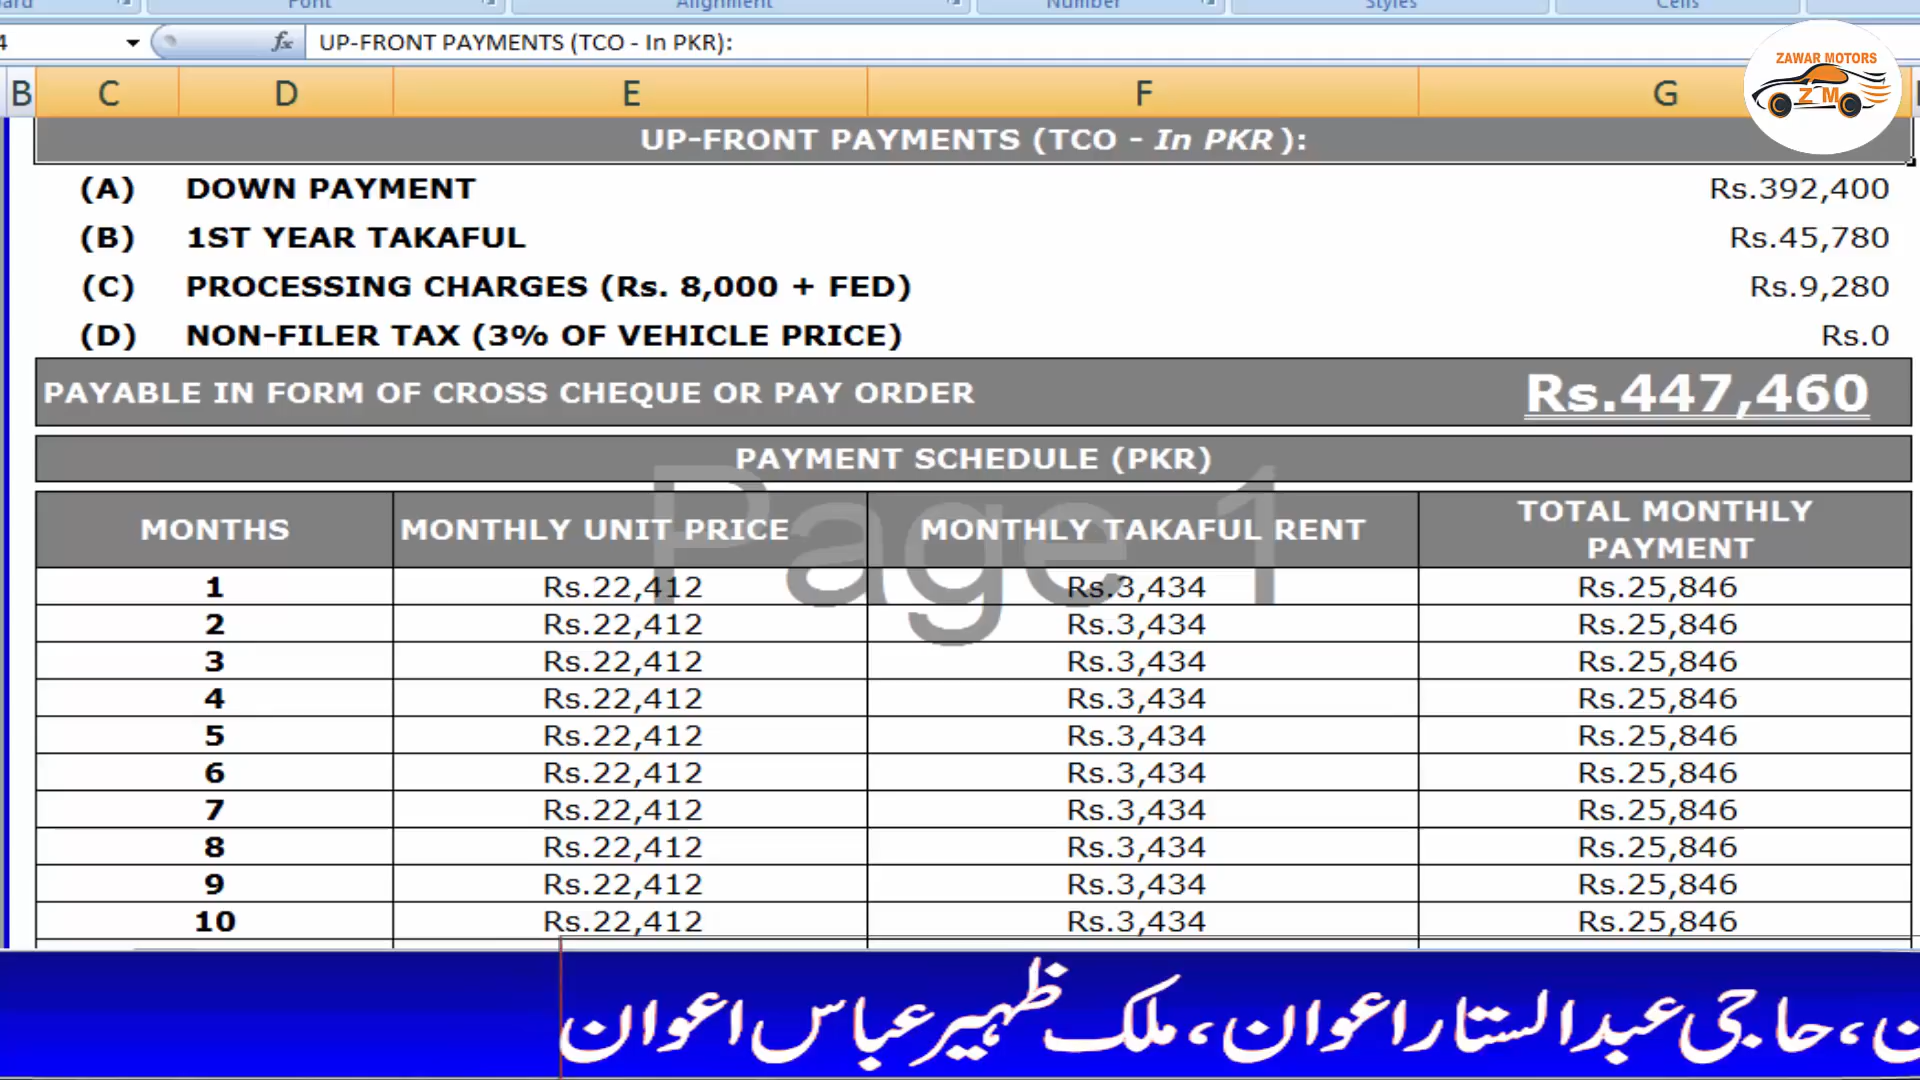 Font Alignment Number Styles Cells
4 fx UP-FRONT PAYMENTS (TCO - In PKR):
ZAWAR MOTORS
Z M
B C D E F G
UP-FRONT PAYMENTS (TCO - In PKR ):
(A) DOWN PAYMENT Rs.392,400
(B) 1ST YEAR TAKAFUL Rs.45,780
(C) PROCESSING CHARGES (Rs. 8,000 + FED) Rs.9,280
(D) NON-FILER TAX (3% OF VEHICLE PRICE) Rs.0
PAYABLE IN FORM OF CROSS CHEQUE OR PAY ORDER Rs.447,460
PAYMENT SCHEDULE (PKR)
Page 1
MONTHS MONTHLY UNIT PRICE MONTHLY TAKAFUL RENT TOTAL MONTHLY PAYMENT
1 Rs.22,412 Rs.3,434 Rs.25,846
2 Rs.22,412 Rs.3,434 Rs.25,846
3 Rs.22,412 Rs.3,434 Rs.25,846
4 Rs.22,412 Rs.3,434 Rs.25,846
5 Rs.22,412 Rs.3,434 Rs.25,846
6 Rs.22,412 Rs.3,434 Rs.25,846
7 Rs.22,412 Rs.3,434 Rs.25,846
8 Rs.22,412 Rs.3,434 Rs.25,846
9 Rs.22,412 Rs.3,434 Rs.25,846
10 Rs.22,412 Rs.3,434 Rs.25,846
، حاجی عبدالستار اعوان، ملک ظہیر عباس اعوان